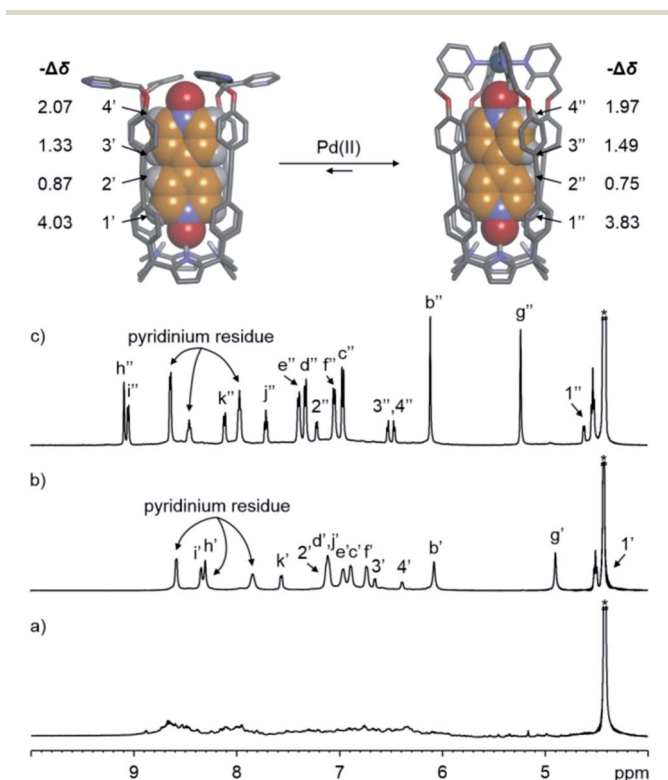 -Δδ -Δδ
2.07 4' 4'' 1.97
1.33 3' Pd(II) 3'' 1.49
0.87 2' 2'' 0.75
4.03 1' 1'' 3.83
c)
pyridinium residue
h'' i'' k'' j'' e'' d'' 2'' f'' c'' 3'',4'' b'' g'' 1'' *
b)
pyridinium residue
i' h' k' 2' d',j' e' c' f' 3' 4' b' g' * 1'
a)
*
9 8 7 6 5 ppm